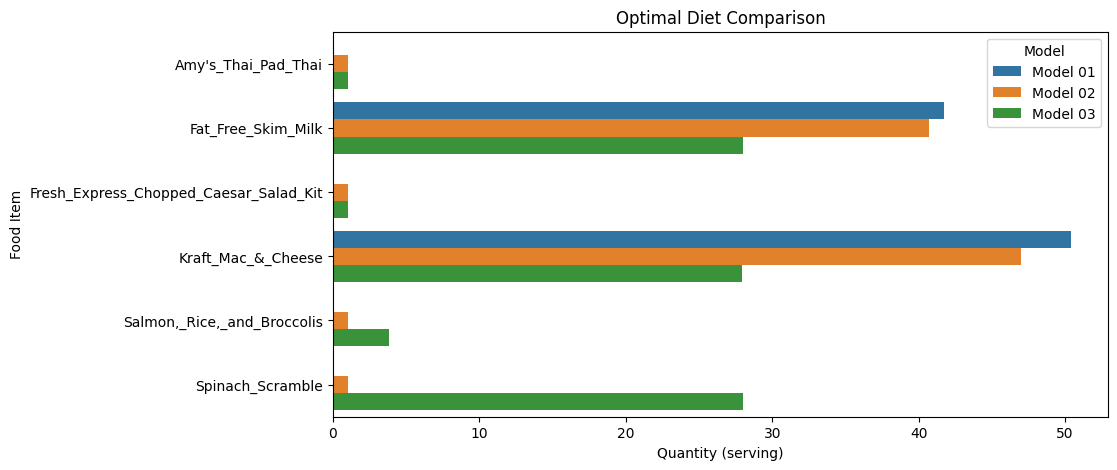 Optimal Diet Comparison
Model
Model 01
Model 02
Model 03
Food Item
Amy's_Thai_Pad_Thai
Fat_Free_Skim_Milk
Fresh_Express_Chopped_Caesar_Salad_Kit
Kraft_Mac_&_Cheese
Salmon,_Rice,_and_Broccolis
Spinach_Scramble
0 10 20 30 40 50
Quantity (serving)